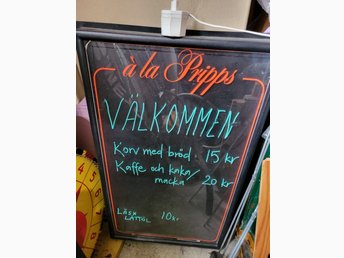 à la Pripps
VÄLKOMMEN
Korv med bröd. 15 kr
Kaffe och kaka/
macka 20 kr
LÄSK
LÄTTÖL 10 kr